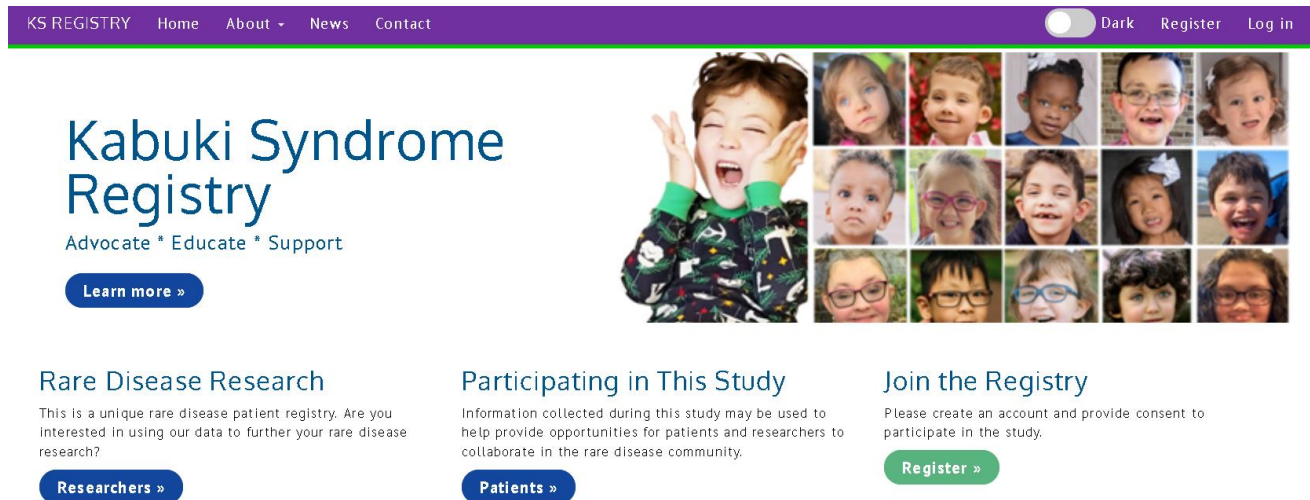 KS REGISTRY Home About News Contact Dark Register Log in
Kabuki Syndrome
Registry
Advocate * Educate * Support
Learn more »
Rare Disease Research
This is a unique rare disease patient registry. Are you
interested in using our data to further your rare disease
research?
Researchers »
Participating in This Study
Information collected during this study may be used to
help provide opportunities for patients and researchers to
collaborate in the rare disease community.
Patients »
Join the Registry
Please create an account and provide consent to
participate in the study.
Register »